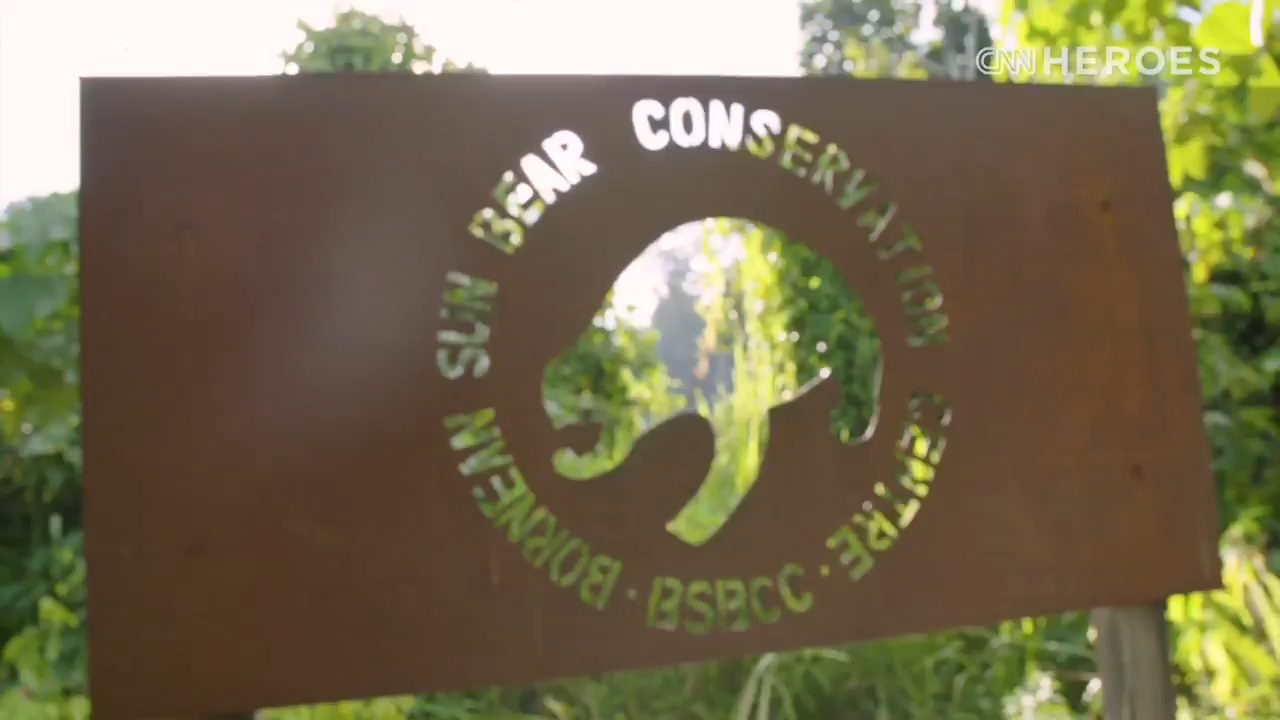 CNN HEROES
BORNEAN SUN BEAR CONSERVATION CENTRE
· BSBCC ·